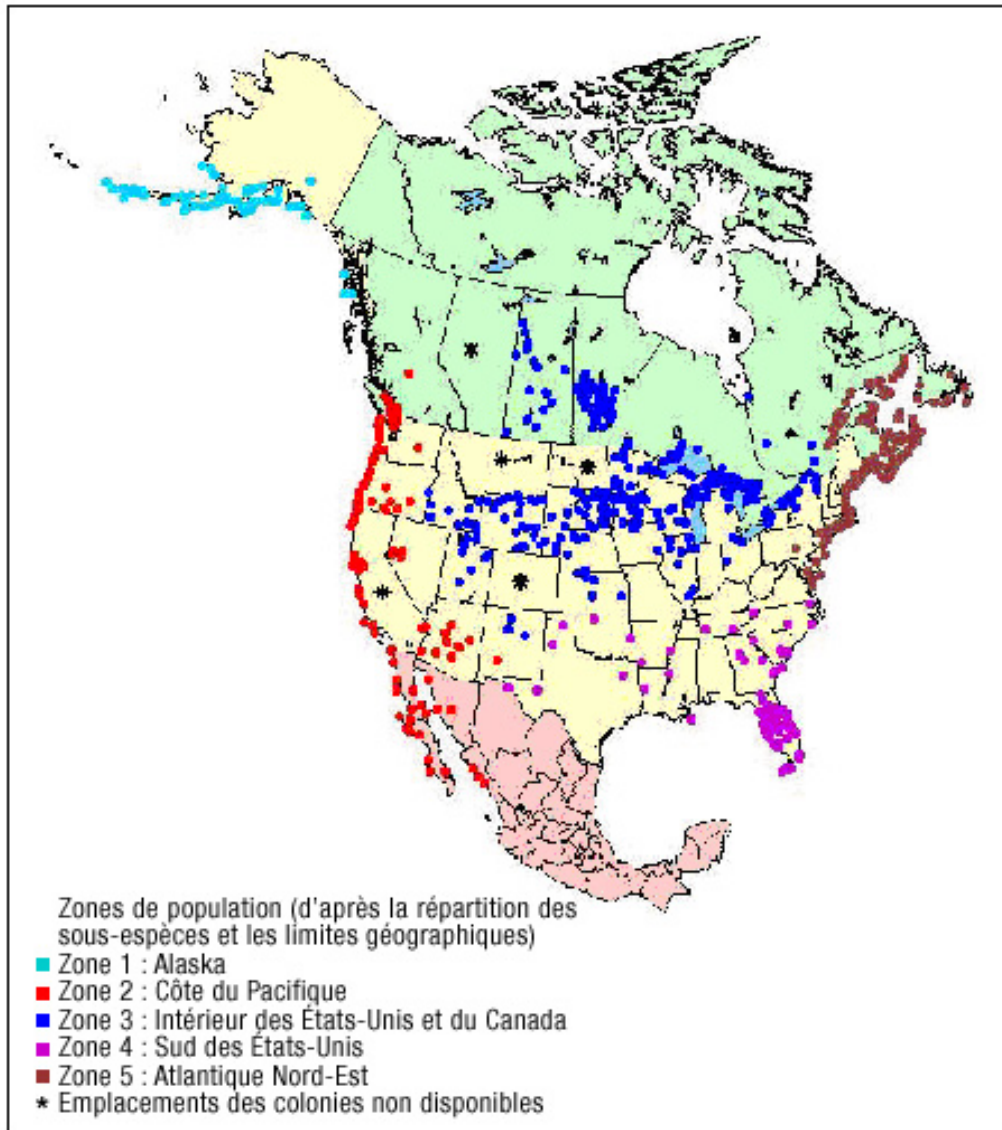 Zones de population (d'après la répartition des
sous-espèces et les limites géographiques)
Zone 1 : Alaska
Zone 2 : Côte du Pacifique
Zone 3 : Intérieur des États-Unis et du Canada
Zone 4 : Sud des États-Unis
Zone 5 : Atlantique Nord-Est
* Emplacements des colonies non disponibles